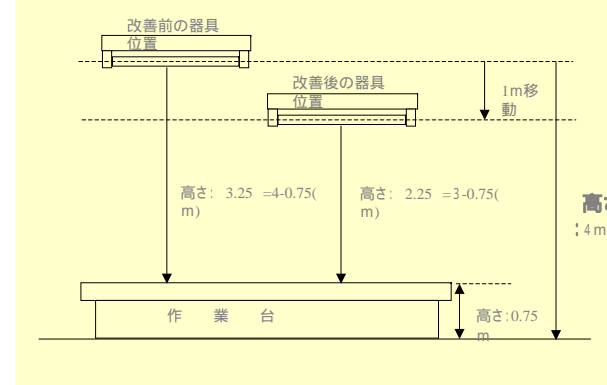 改善前の器具
位置
改善後の器具
位置
1m移
動
高さ: 3.25 =4-0.75(
m)
高さ: 2.25 =3-0.75(
m)
高さ
:4m
作 業 台
高さ:0.75
m